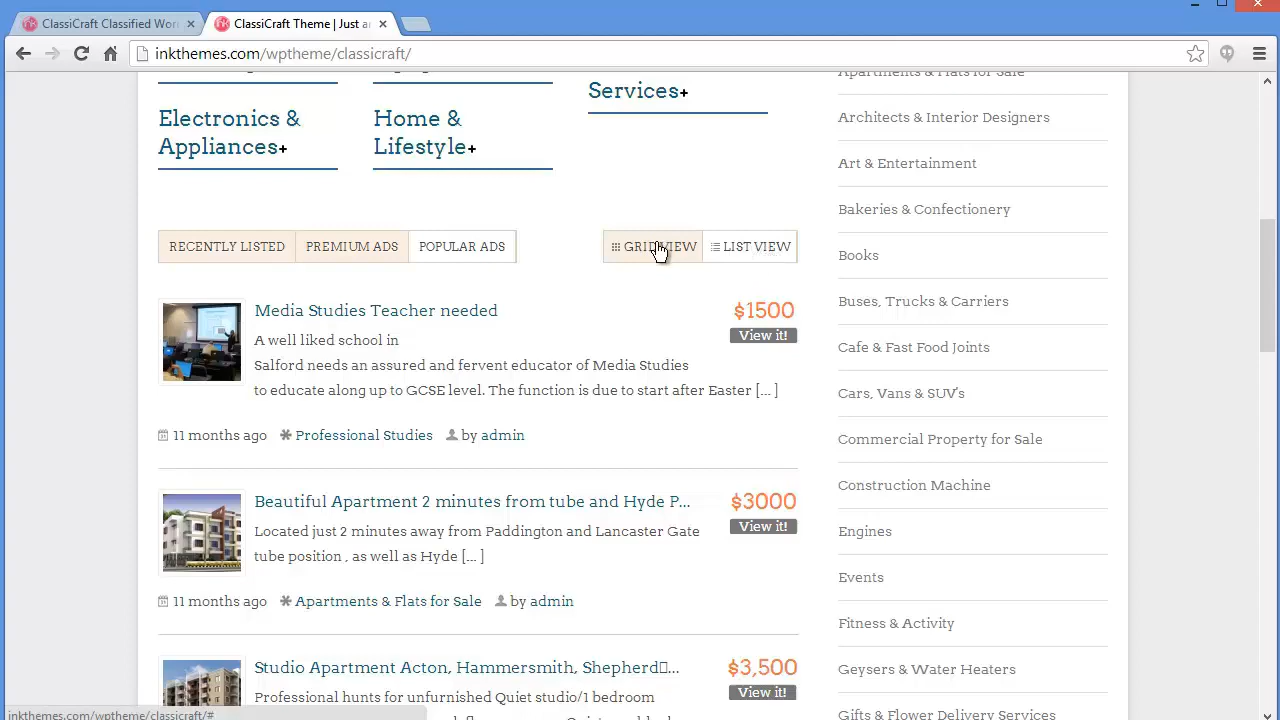 ClassiCraft Classified Wor
ClassiCraft Theme | Just a
inkthemes.com/wptheme/classicraft/
Services+
Electronics &
Appliances+
Home &
Lifestyle+
RECENTLY LISTED
PREMIUM ADS
POPULAR ADS
GRID VIEW
LIST VIEW
Media Studies Teacher needed
$1500
View it!
A well liked school in
Salford needs an assured and fervent educator of Media Studies
to educate along up to GCSE level. The function is due to start after Easter [... ]
11 months ago
Professional Studies
by admin
Beautiful Apartment 2 minutes from tube and Hyde P...
$3000
View it!
Located just 2 minutes away from Paddington and Lancaster Gate
tube position , as well as Hyde [... ]
11 months ago
Apartments & Flats for Sale
by admin
Studio Apartment Acton, Hammersmith, Shepherd▯...
$3,500
View it!
Professional hunts for unfurnished Quiet studio/1 bedroom
Apartments & Flats for Sale
Architects & Interior Designers
Art & Entertainment
Bakeries & Confectionery
Books
Buses, Trucks & Carriers
Cafe & Fast Food Joints
Cars, Vans & SUV's
Commercial Property for Sale
Construction Machine
Engines
Events
Fitness & Activity
Geysers & Water Heaters
Gifts & Flower Delivery Services
inkthemes.com/wptheme/classicraft/#